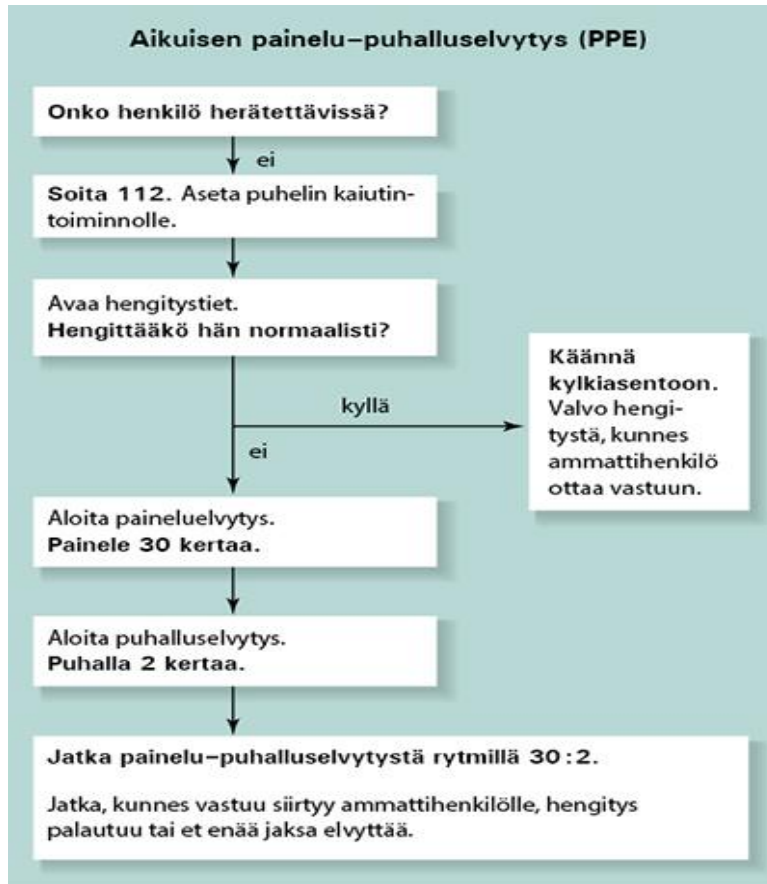 Aikuisen painelu–puhalluselvytys (PPE)
Onko henkilö herätettävissä?
ei
Soita 112. Aseta puhelin kaiutin-
toiminnolle.
Avaa hengitystiet.
Hengittääkö hän normaalisti?
kyllä
Käännä
kylkiasentoon.
Valvo hengi-
tystä, kunnes
ammattihenkilö
ottaa vastuun.
ei
Aloita paineluelvytys.
Painele 30 kertaa.
Aloita puhalluselvytys.
Puhalla 2 kertaa.
Jatka painelu–puhalluselvytystä rytmillä 30:2.
Jatka, kunnes vastuu siirtyy ammattihenkilölle, hengitys
palautuu tai et enää jaksa elvyttää.